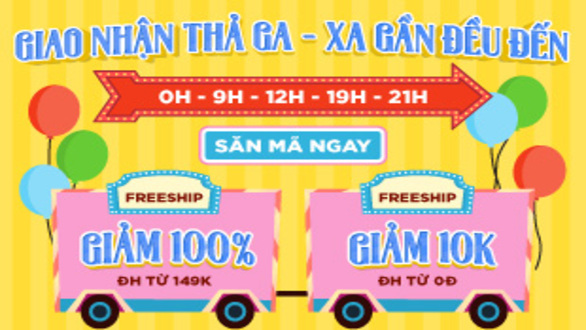 GIAO NHẬN THẢ GA - XA GẦN ĐỀU ĐẾN
0H - 9H - 12H - 19H - 21H
SĂN MÃ NGAY
FREESHIP
GIẢM 100%
ĐH TỪ 149K
FREESHIP
GIẢM 10K
ĐH TỪ 0Đ